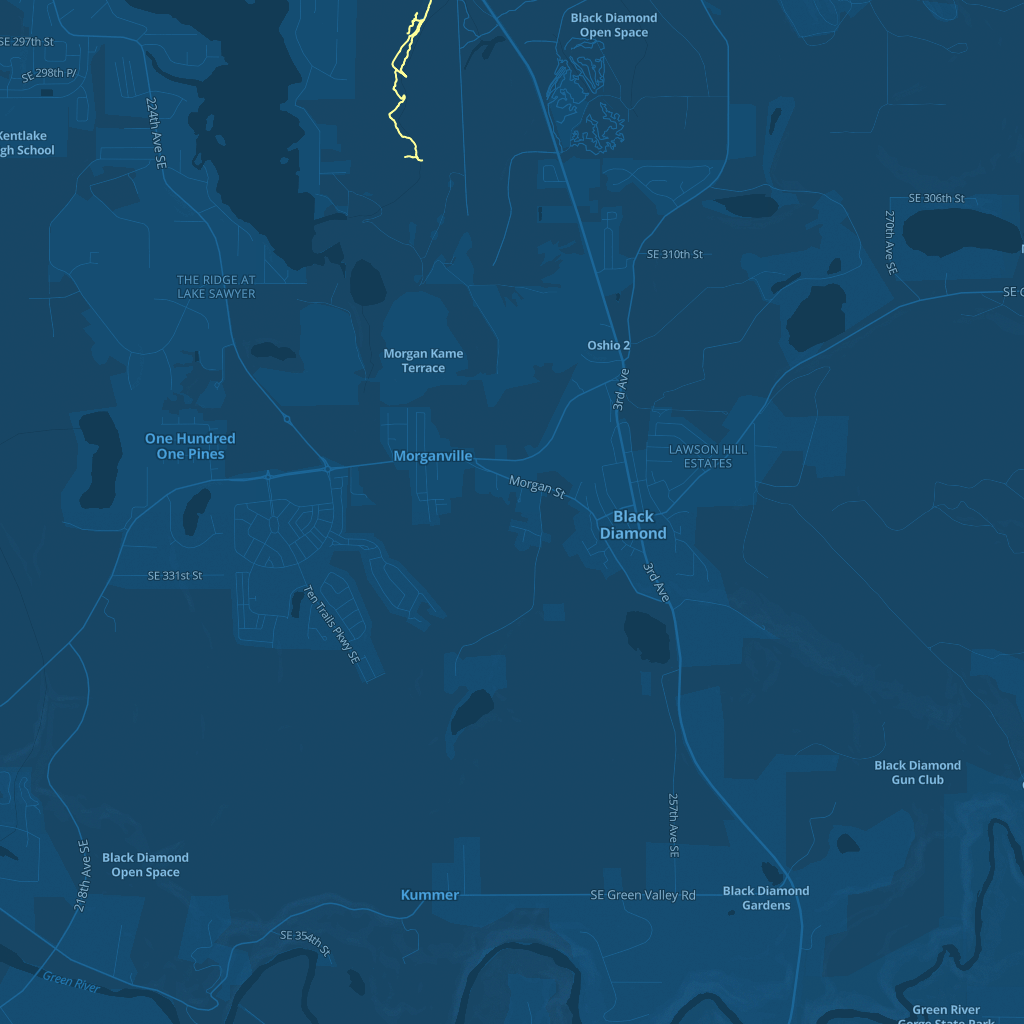 Black Diamond
Open Space
SE 297th St
SE 298th P
224th Ave SE
Kentlake
gh School
SE 306th St
270th Ave SE
SE 310th St
THE RIDGE AT
LAKE SAWYER
SE
Oshio 2
Morgan Kame
Terrace
3rd Ave
One Hundred
One Pines
Morganville
LAWSON HILL
ESTATES
Morgan St
Black
Diamond
SE 331st St
3rd Ave
Ten Trails Pkwy SE
Black Diamond
Gun Club
257th Ave SE
218th Ave SE
Black Diamond
Open Space
Kummer
SE Green Valley Rd
Black Diamond
Gardens
SE 354th St
Green River
Green River
Gorge State Park